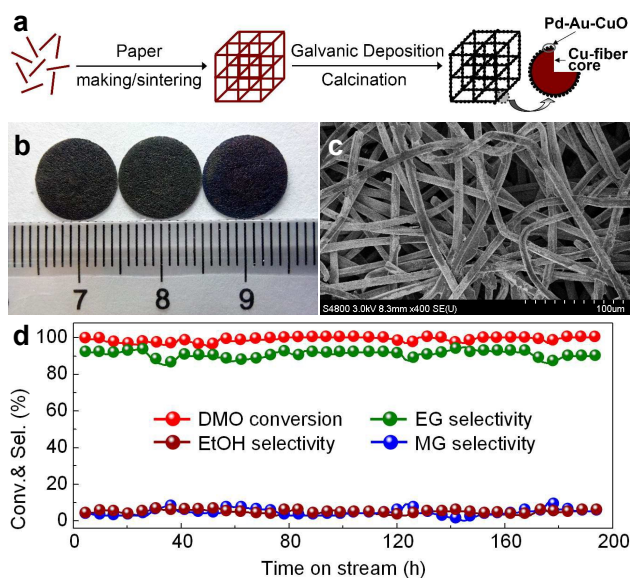 a
Paper
making/sintering
Galvanic Deposition
Calcination
Pd-Au-CuO
Cu-fiber
core
b
7 8 9
c
S4800 3.0kV 8.3mm x400 SE(U) 100um
d
100
80
60
40
20
0
Conv.& Sel. (%)
DMO conversion
EG selectivity
EtOH selectivity
MG selectivity
0 40 80 120 160 200
Time on stream (h)